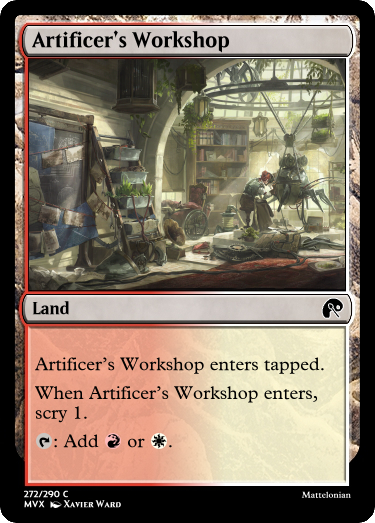 Artificer's Workshop
Land
Artificer's Workshop enters tapped.
When Artificer's Workshop enters,
scry 1.
: Add or .
272/290 C
MVX Xavier Ward
Mattelonian